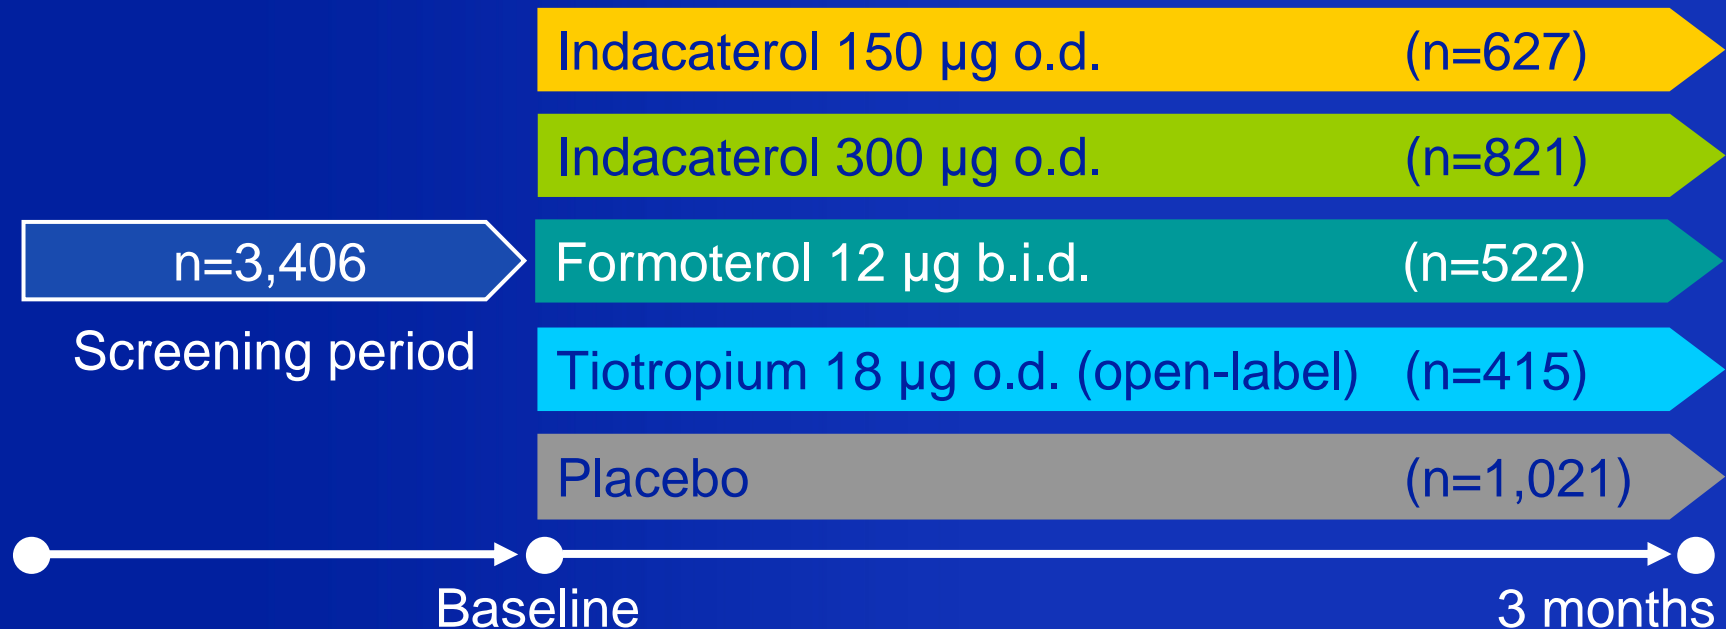 Indacaterol 150 µg o.d. (n=627)
Indacaterol 300 µg o.d. (n=821)
n=3,406
Formoterol 12 µg b.i.d. (n=522)
Screening period
Tiotropium 18 µg o.d. (open-label) (n=415)
Placebo (n=1,021)
Baseline
3 months